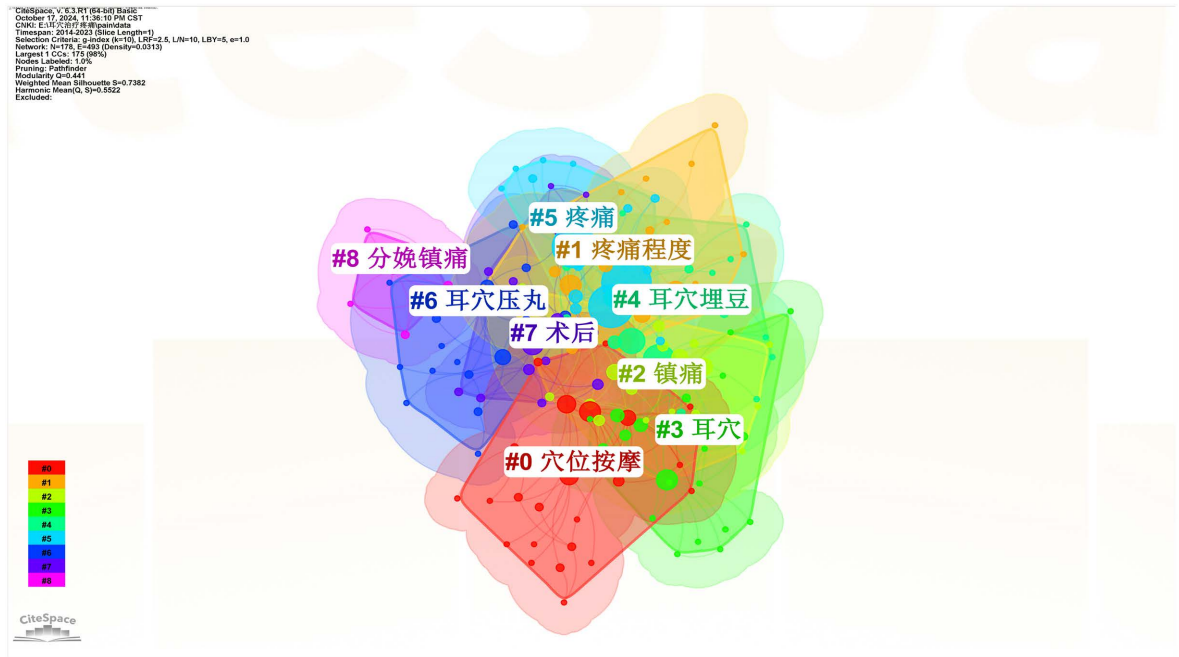 CiteSpace, v. 6.3.R1 (64-bit) Basic
October 17, 2024, 11:36:10 PM CST
CNKI: E:\耳穴治疗疼痛\pain\data
Timespan: 2014-2023 (Slice Length=1)
Selection Criteria: g-index (k=10), LRF=2.5, L/N=10, LBY=5, e=1.0
Network: N=178, E=493 (Density=0.0313)
Largest 1 CCs: 175 (98%)
Nodes Labeled: 1.0%
Pruning: Pathfinder
Modularity Q=0.441
Weighted Mean Silhouette S=0.7382
Harmonic Mean(Q, S)=0.5522
Excluded:
#5 疼痛
#1 疼痛程度
#8 分娩镇痛
#6 耳穴压丸
#4 耳穴埋豆
#7 术后
#2 镇痛
#3 耳穴
#0 穴位按摩
#0
#1
#2
#3
#4
#5
#6
#7
#8
CiteSpace